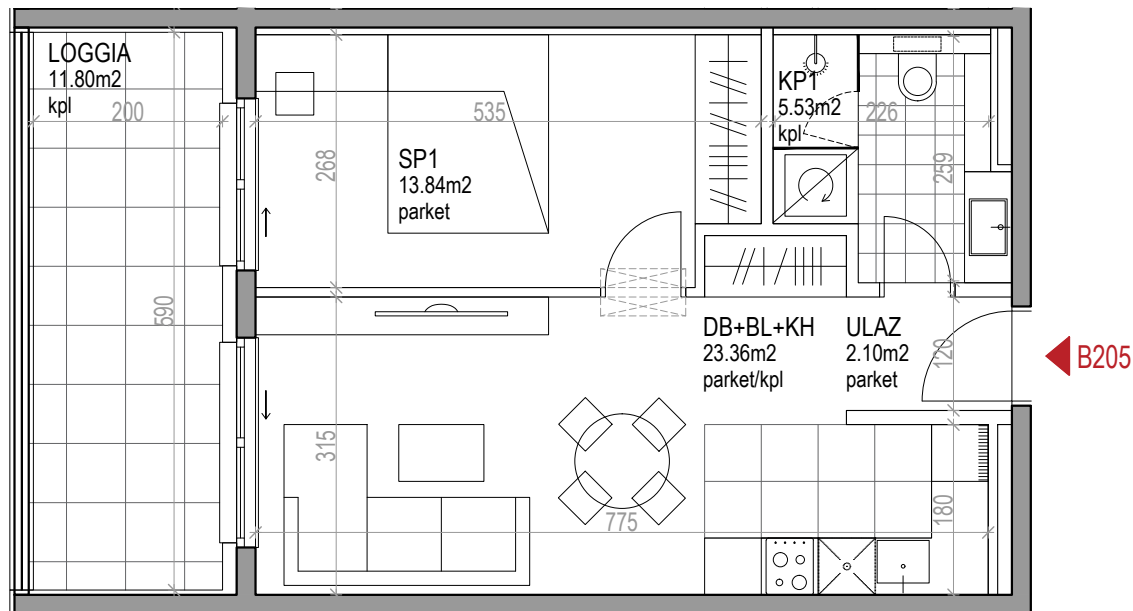 LOGGIA
11.80m2
kpl
200
590
268
535
SP1
13.84m2
parket
KP1
5.53m2
kpl
226
259
DB+BL+KH
23.36m2
parket/kpl
ULAZ
2.10m2
parket
120
B205
315
775
180